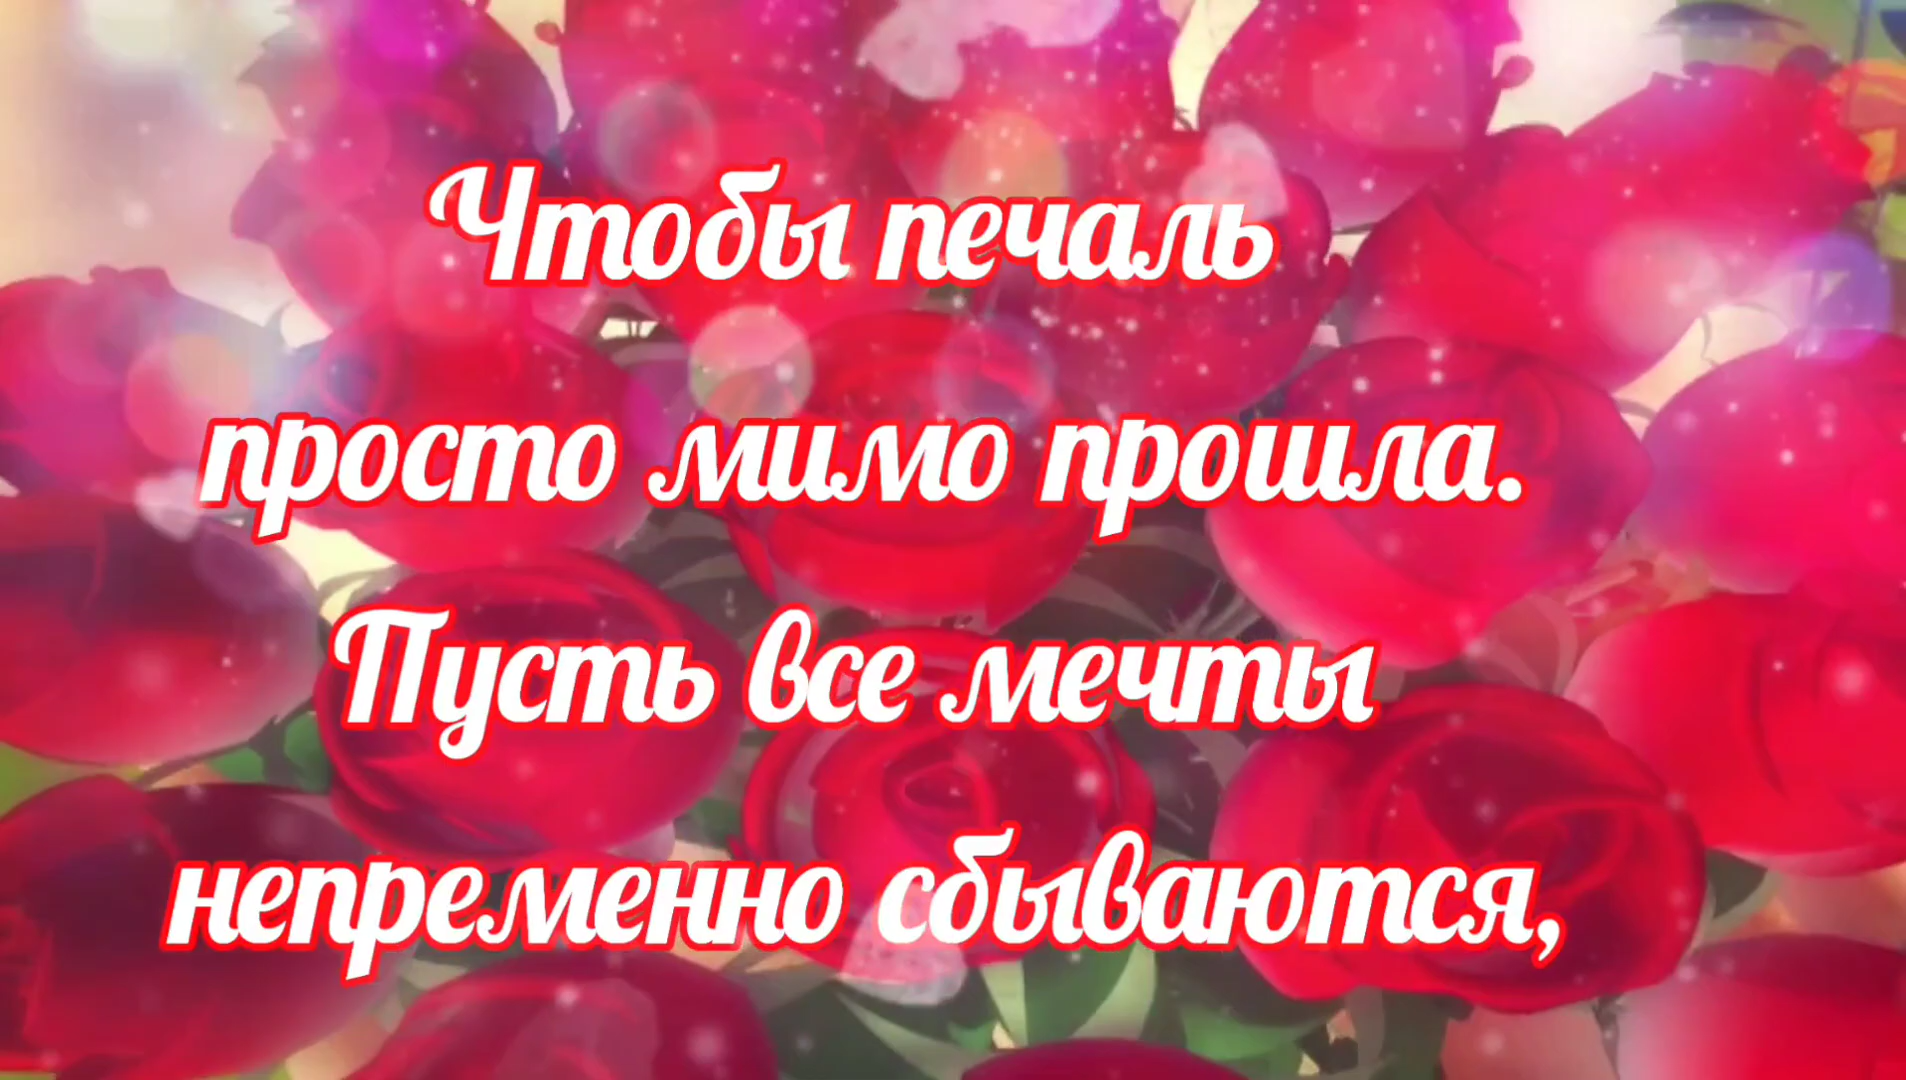 Чтобы печаль
просто мимо прошла.
Пусть все мечты
непременно сбываются,